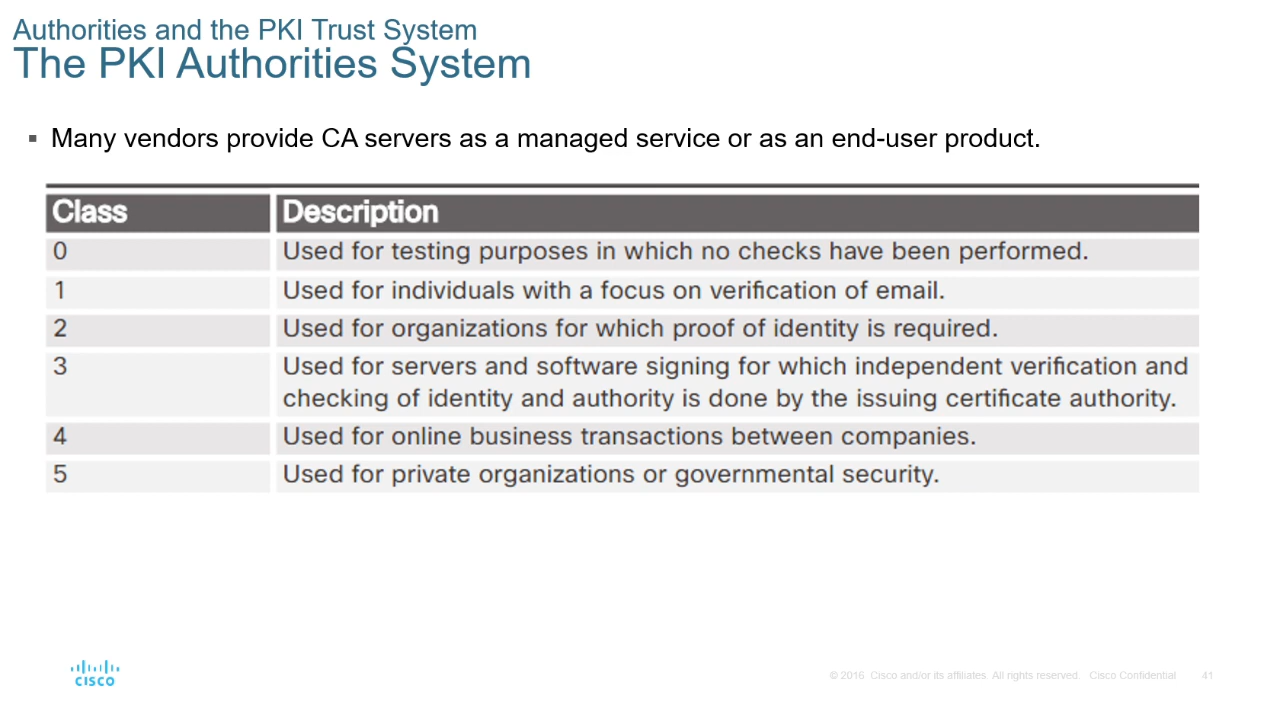 Authorities and the PKI Trust System
The PKI Authorities System
▪ Many vendors provide CA servers as a managed service or as an end-user product.
Class Description
0 Used for testing purposes in which no checks have been performed.
1 Used for individuals with a focus on verification of email.
2 Used for organizations for which proof of identity is required.
3 Used for servers and software signing for which independent verification and
checking of identity and authority is done by the issuing certificate authority.
4 Used for online business transactions between companies.
5 Used for private organizations or governmental security.
CISCO
© 2016 Cisco and/or its affiliates. All rights reserved. Cisco Confidential 41